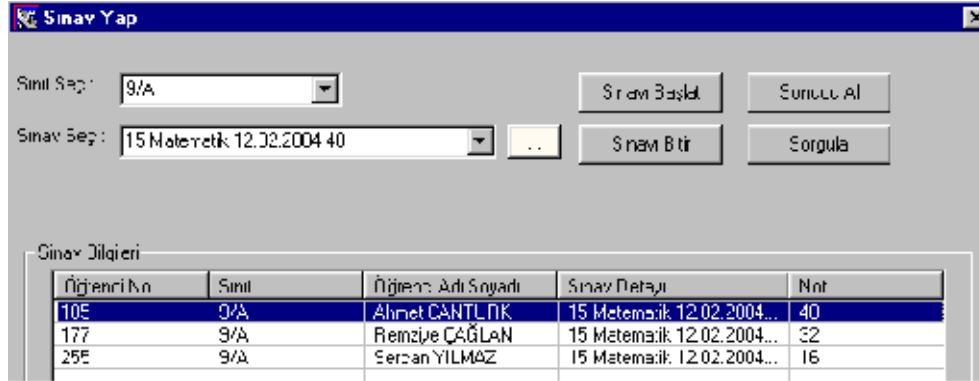 Sınav Yap
Sınıf Seç :
9/A
Sınavı Başlat
Sonucu Al
Sınav Seç :
15 Matematik 12.02.2004 40
...
Sınavı Bitir
Sorgula
Sınav Bilgileri
Öğrenci No Sınıf Öğrenci Adı Soyadı Sınav Detayı Not
105 9/A Ahmet CANTÜRK 15 Matematik 12.02.2004... 40
177 9/A Remziye ÇAĞLAN 15 Matematik 12.02.2004... 32
255 9/A Sercan YILMAZ 15 Matematik 12.02.2004... 16